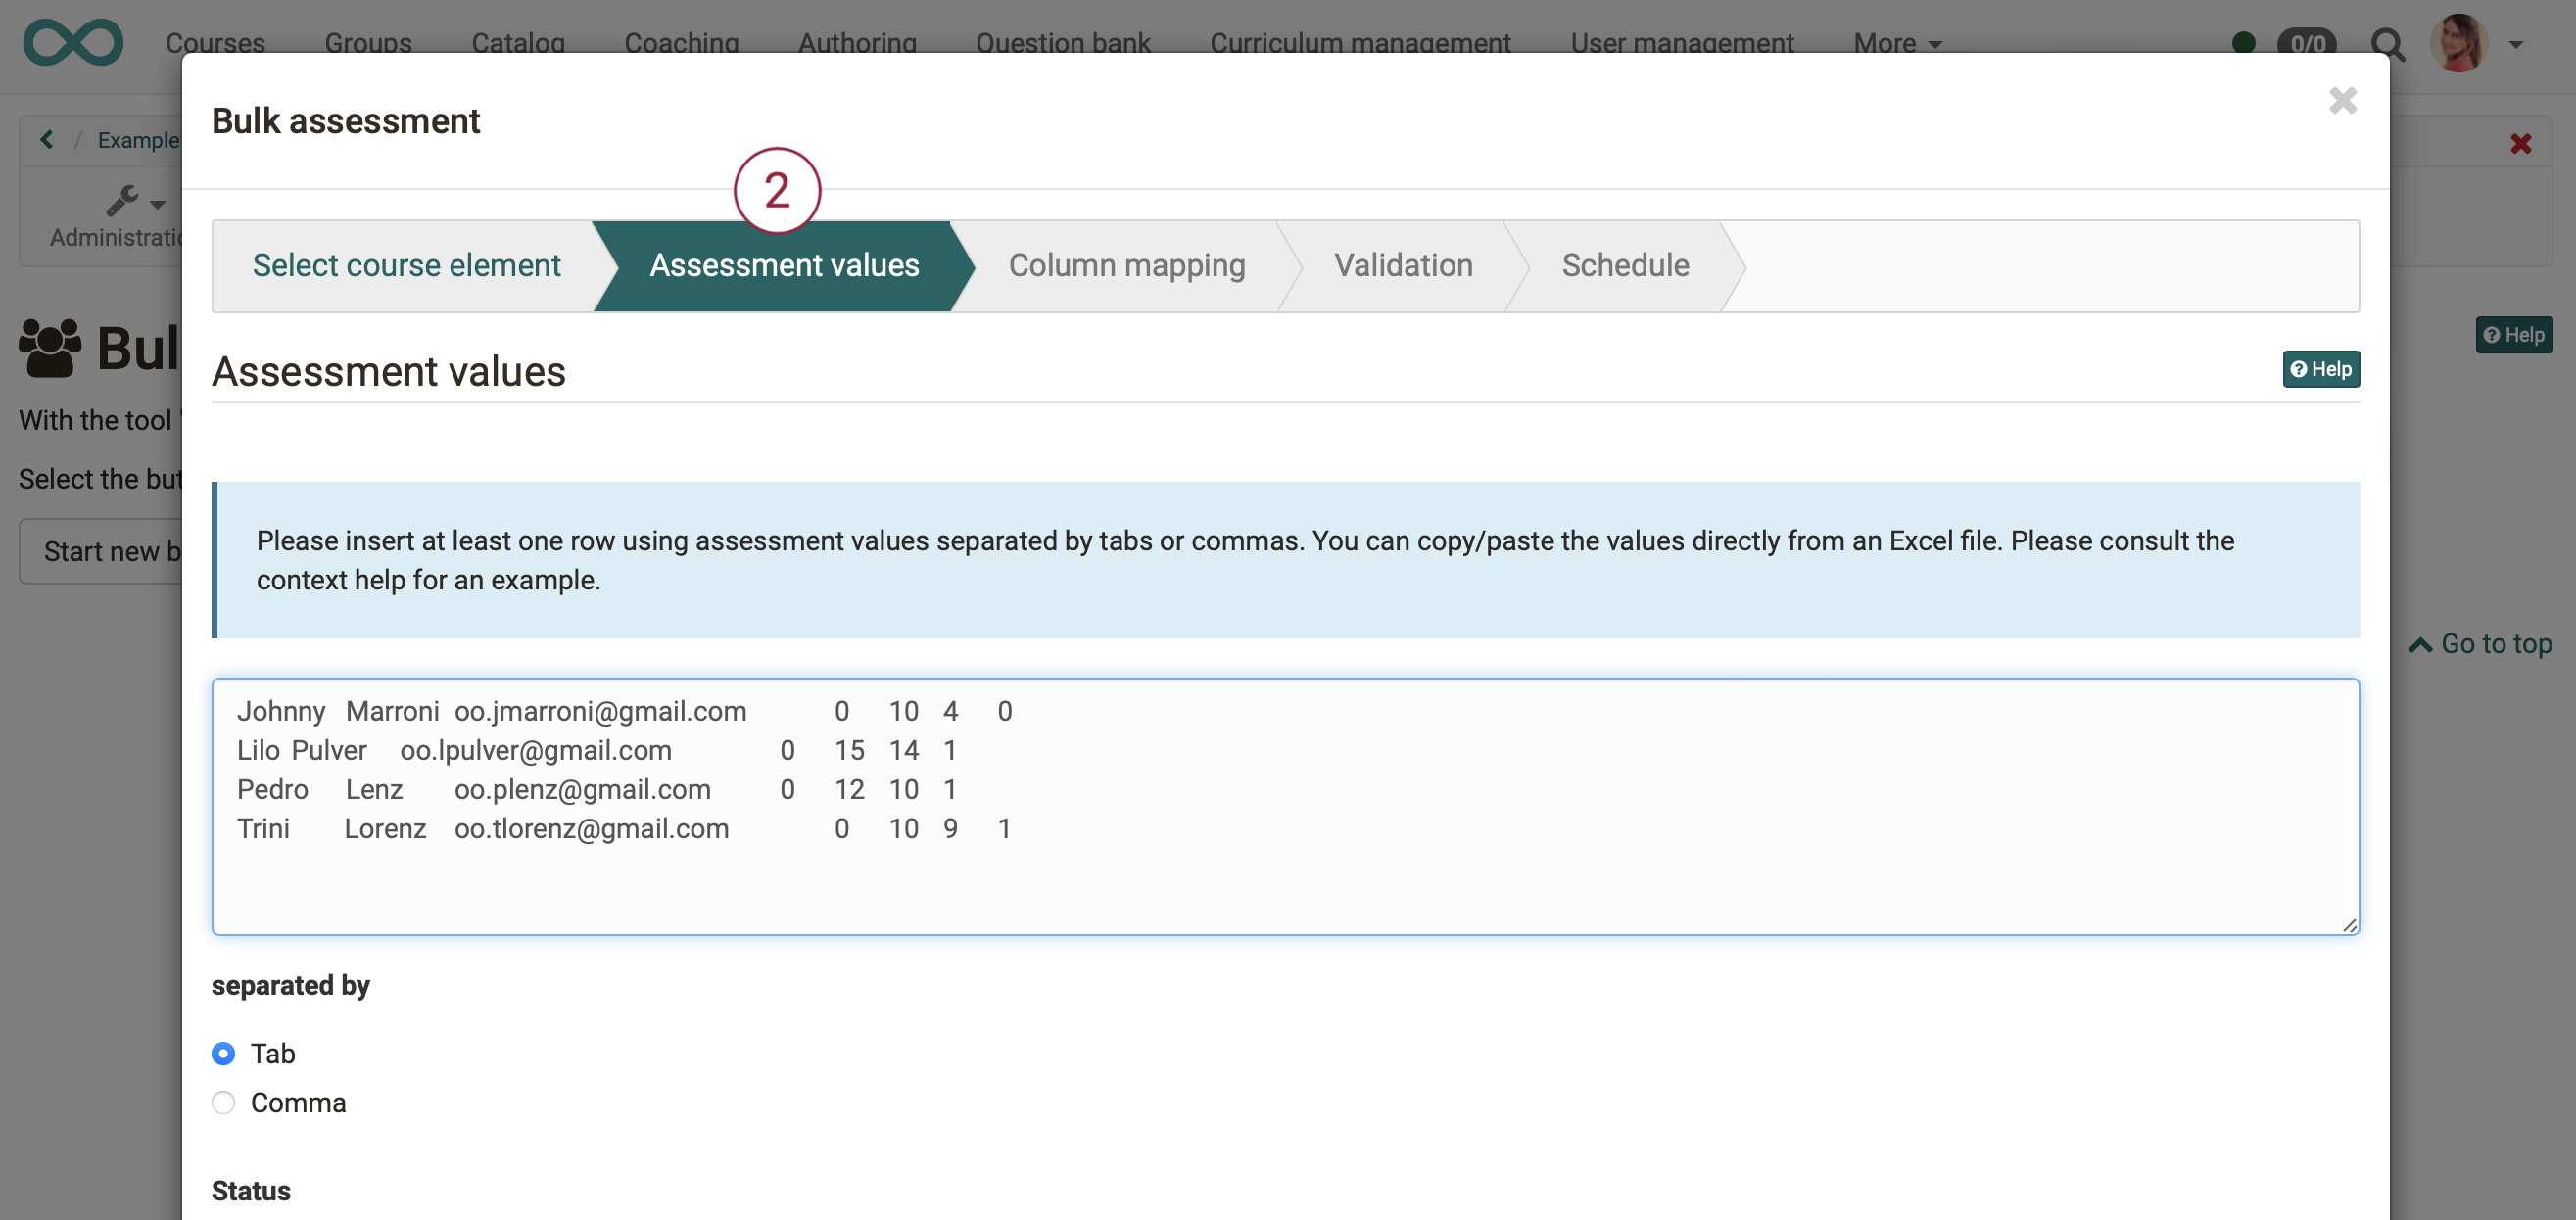 Courses Groups Catalog Coaching Authoring Question bank Curriculum management User management More 0/0
Bulk assessment
Example
2
Administratio
Select course element Assessment values Column mapping Validation Schedule
Bul
Help
Assessment values
Help
With the tool
Select the but
Please insert at least one row using assessment values separated by tabs or commas. You can copy/paste the values directly from an Excel file. Please consult the
context help for an example.
Start new b
Go to top
Johnny Marroni oo.jmarroni@gmail.com 0 10 4 0
Lilo Pulver oo.lpulver@gmail.com 0 15 14 1
Pedro Lenz oo.plenz@gmail.com 0 12 10 1
Trini Lorenz oo.tlorenz@gmail.com 0 10 9 1
separated by
Tab
Comma
Status